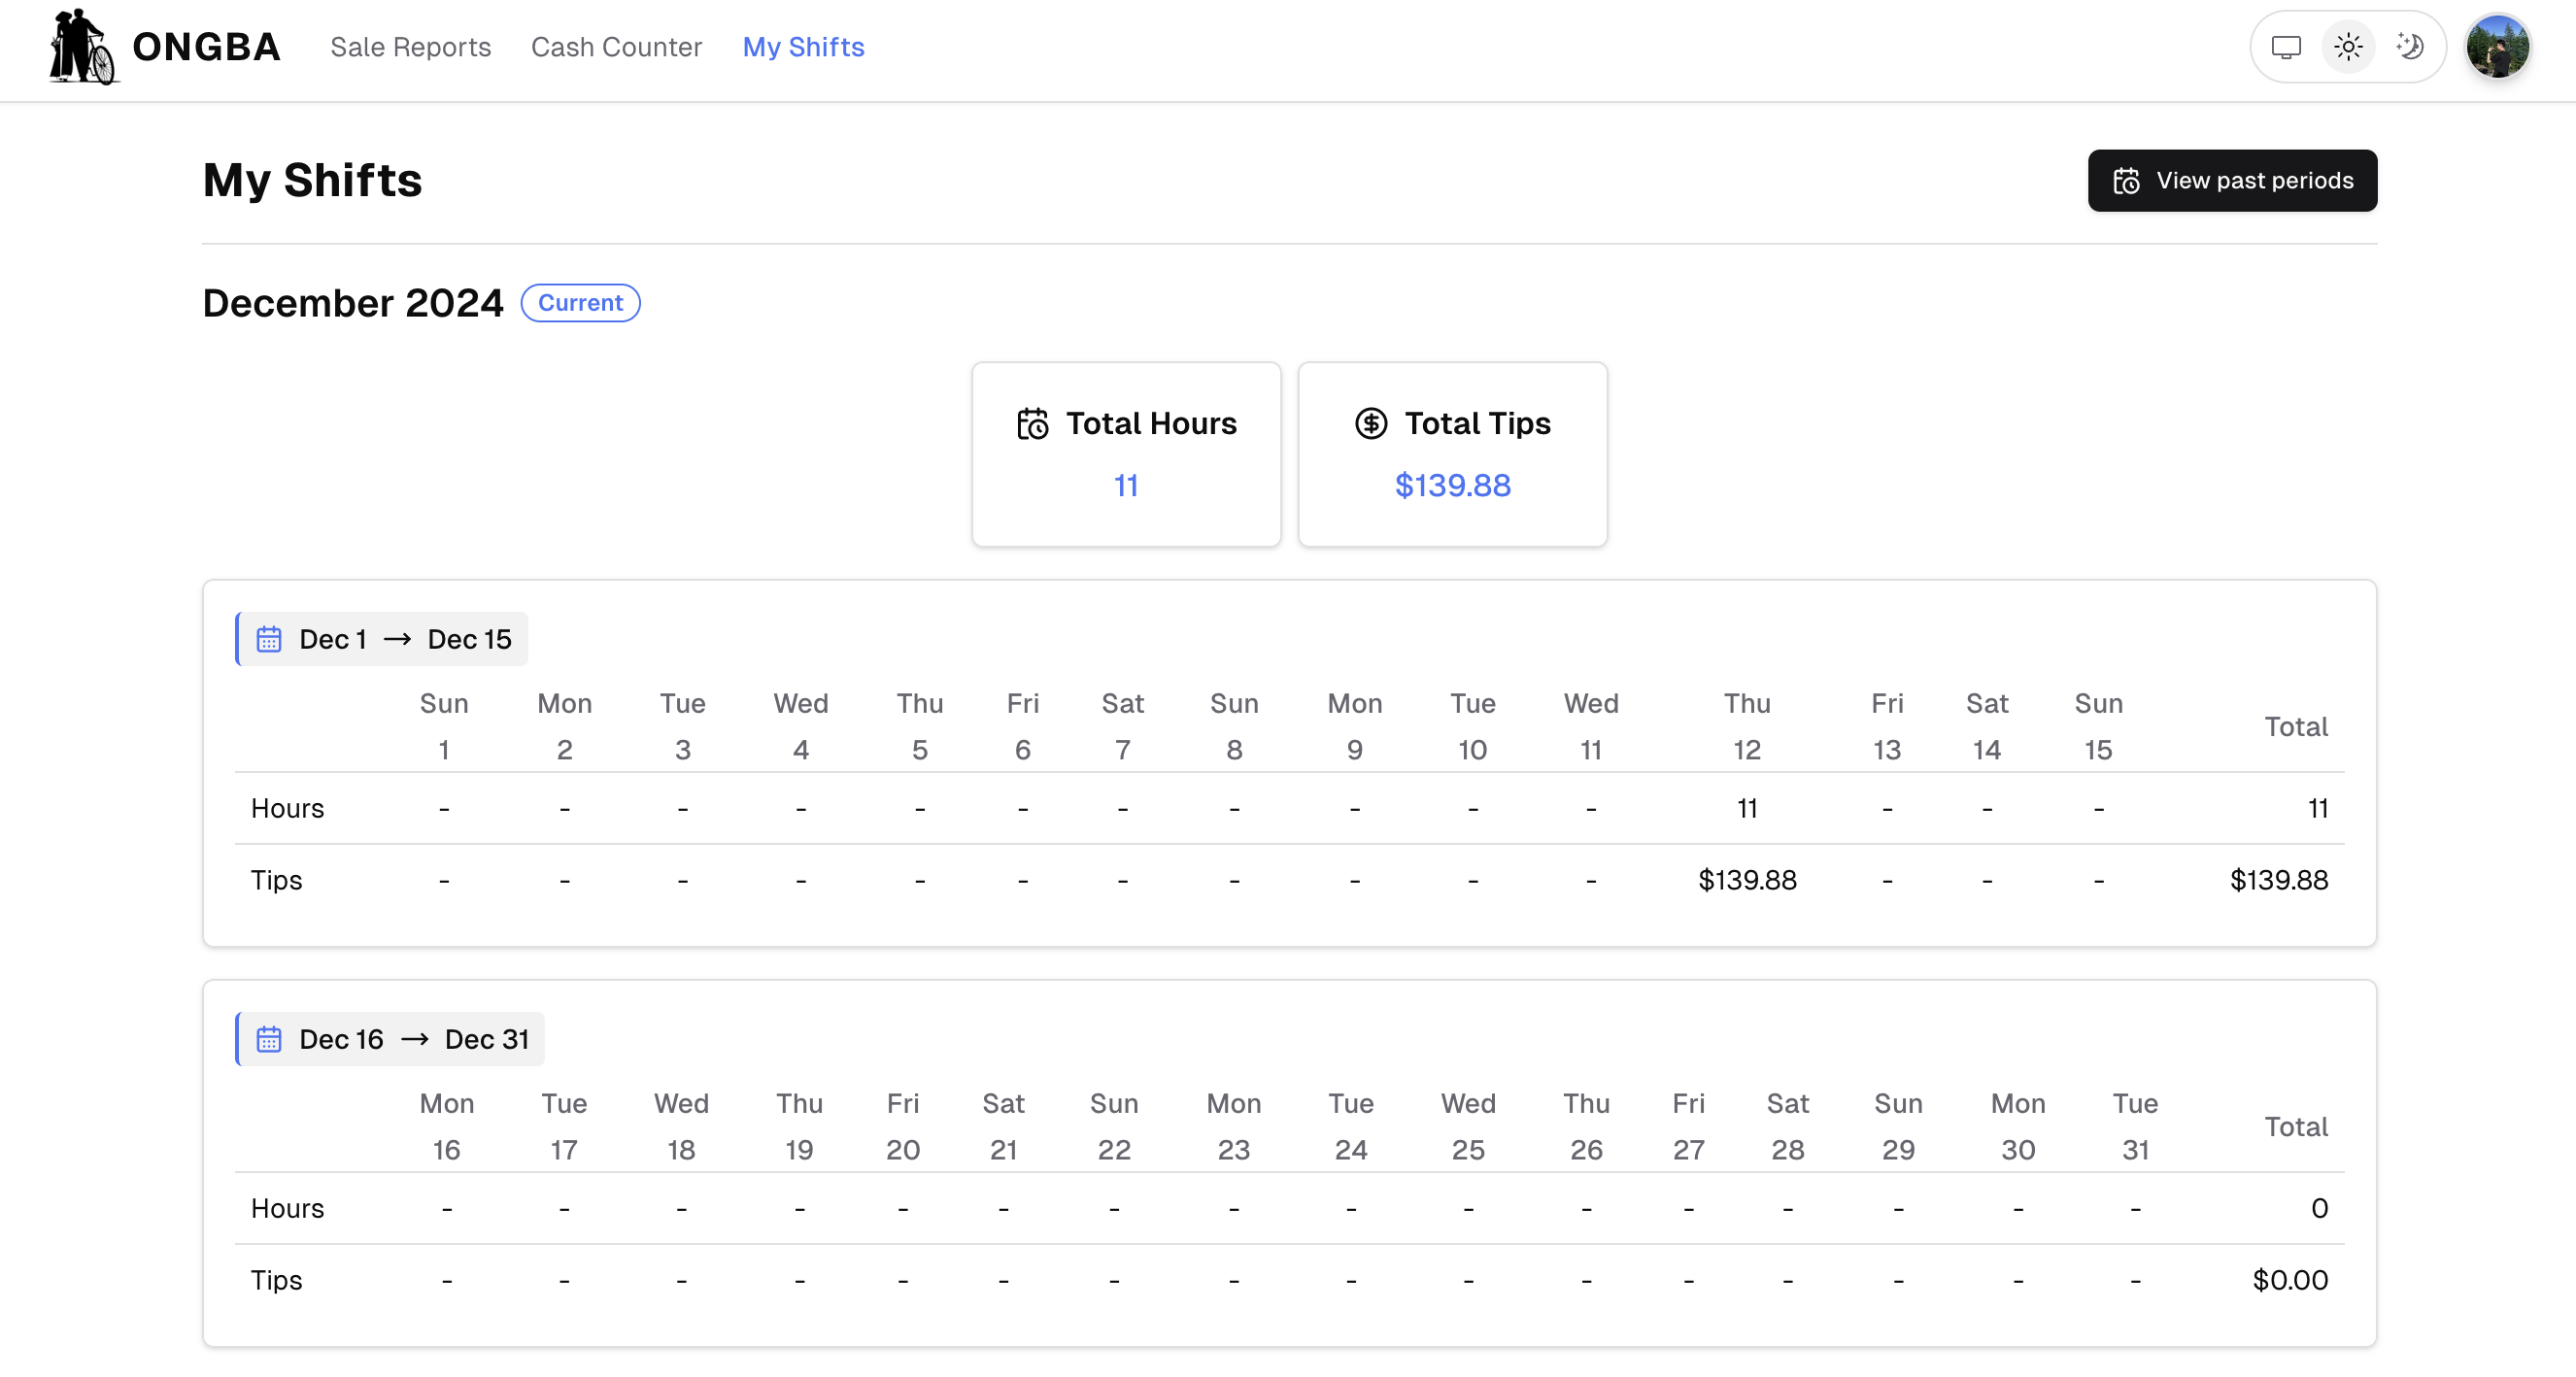 ONGBA Sale Reports Cash Counter My Shifts
My Shifts View past periods
December 2024 Current
Total Hours Total Tips
11 $139.88
Dec 1 → Dec 15
Sun Mon Tue Wed Thu Fri Sat Sun Mon Tue Wed Thu Fri Sat Sun
Total
1 2 3 4 5 6 7 8 9 10 11 12 13 14 15
Hours - - - - - - - - - - - 11 - - - 11
Tips - - - - - - - - - - - $139.88 - - - $139.88
Dec 16 → Dec 31
Mon Tue Wed Thu Fri Sat Sun Mon Tue Wed Thu Fri Sat Sun Mon Tue
Total
16 17 18 19 20 21 22 23 24 25 26 27 28 29 30 31
Hours - - - - - - - - - - - - - - - - 0
Tips - - - - - - - - - - - - - - - - $0.00